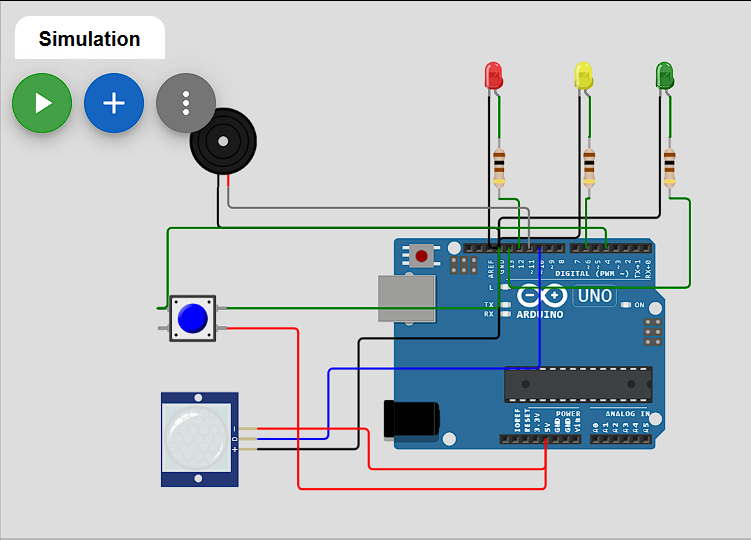 Simulation
AREF
GND
13
12
~11
~10
~9
8
7
~6
~5
4
~3
2
TX→1
RX←0
DIGITAL (PWM ~)
L
TX
RX
UNO
ON
ARDUINO
IOREF
RESET
3.3V
5V
GND
GND
Vin
POWER
ANALOG IN
A0
A1
A2
A3
A4
A5
-
D
+